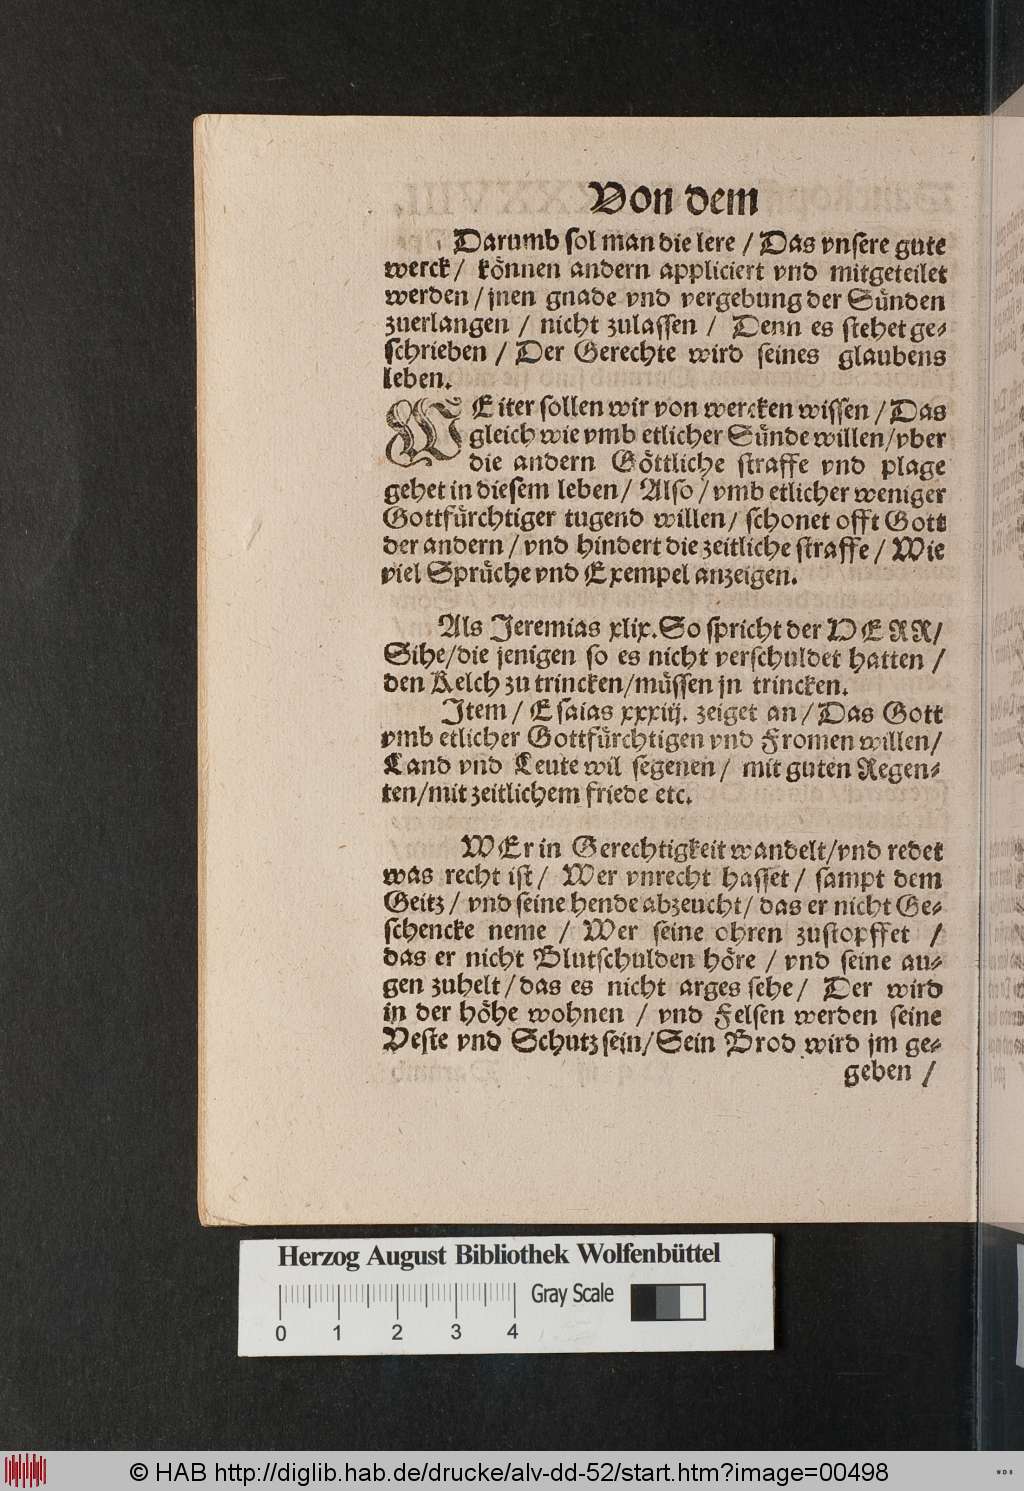 Von dem
Darumb sol man die lere / Das vnsere gute
werck / können andern appliciert vnd mitgeteilet
werden / jnen gnade vnd vergebung der Sünden
zuerlangen / nicht zulassen / Denn es stehet ge-
schrieben / Der Gerechte wird seines glaubens
leben.
WEiter sollen wir von wercken wissen / Das
gleich wie vmb etlicher Sünde willen / vber
die andern Göttliche straffe vnd plage
gehet in diesem leben / Also / vmb etlicher weniger
Gottfürchtiger tugend willen / schonet offt Gott
der andern / vnd hindert die zeitliche straffe / Wie
viel Sprüche vnd Exempel anzeigen.
Als Jeremias xlix. So spricht der HERR /
Sihe / die jenigen so es nicht verschuldet hatten /
den Kelch zu trincken / müssen jn trincken.
Item / Esaias xxxiij. zeiget an / Das Gott
vmb etlicher Gottfürchtigen vnd Fromen willen /
Land vnd Leute wil segenen / mit guten Regen-
ten / mit zeitlichem friede etc.
WEr in Gerechtigkeit wandelt / vnd redet
was recht ist / Wer vnrecht hasset / sampt dem
Geitz / vnd seine hende abzeucht / das er nicht Ge-
schencke neme / Wer seine ohren zustopffet /
das er nicht Blutschulden höre / vnd seine au-
gen zuhelt / das es nicht arges sehe / Der wird
in der höhe wohnen / vnd Felsen werden seine
Veste vnd Schutz sein / Sein Brod wird jm ge-
geben /
Herzog August Bibliothek Wolfenbüttel
Gray Scale
0 1 2 3 4
© HAB http://diglib.hab.de/drucke/alv-dd-52/start.htm?image=00498